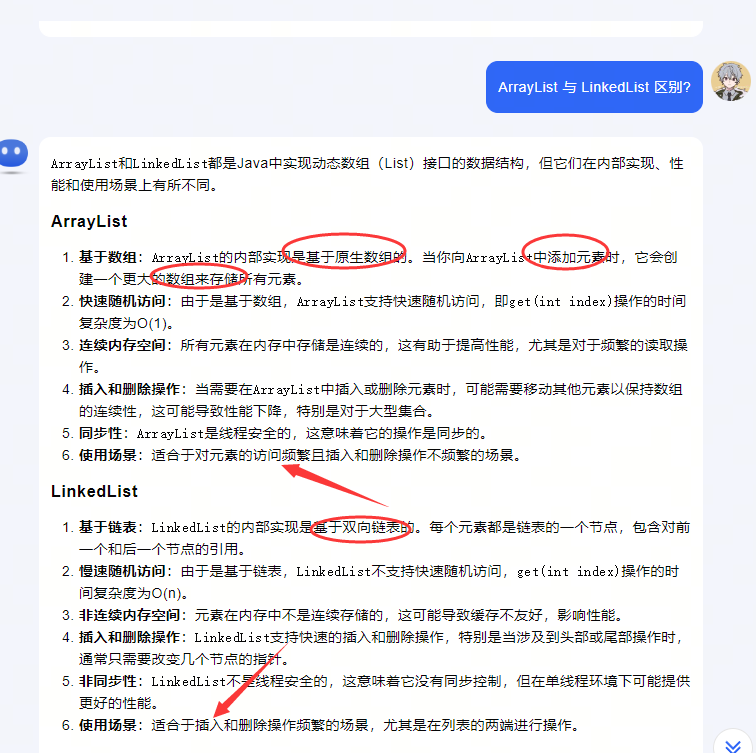 ArrayList 与 LinkedList 区别?
ArrayList和LinkedList都是Java中实现动态数组（List）接口的数据结构，但它们在内部实现、性
能和使用场景上有所不同。
ArrayList
1. 基于数组：ArrayList的内部实现是基于原生数组的。当你向ArrayList中添加元素时，它会创
建一个更大的数组来存储所有元素。
2. 快速随机访问：由于是基于数组，ArrayList支持快速随机访问，即get(int index)操作的时间
复杂度为O(1)。
3. 连续内存空间：所有元素在内存中存储是连续的，这有助于提高性能，尤其是对于频繁的读取操
作。
4. 插入和删除操作：当需要在ArrayList中插入或删除元素时，可能需要移动其他元素以保持数组
的连续性，这可能导致性能下降，特别是对于大型集合。
5. 同步性：ArrayList是线程安全的，这意味着它的操作是同步的。
6. 使用场景：适合于对元素的访问频繁且插入和删除操作不频繁的场景。
LinkedList
1. 基于链表：LinkedList的内部实现是基于双向链表的。每个元素都是链表的一个节点，包含对前
一个和后一个节点的引用。
2. 慢速随机访问：由于是基于链表，LinkedList不支持快速随机访问，get(int index)操作的时
间复杂度为O(n)。
3. 非连续内存空间：元素在内存中不是连续存储的，这可能导致缓存不友好，影响性能。
4. 插入和删除操作：LinkedList支持快速的插入和删除操作，特别是当涉及到头部或尾部操作时，
通常只需要改变几个节点的指针。
5. 非同步性：LinkedList不是线程安全的，这意味着它没有同步控制，但在单线程环境下可能提供
更好的性能。
6. 使用场景：适合于插入和删除操作频繁的场景，尤其是在列表的两端进行操作。